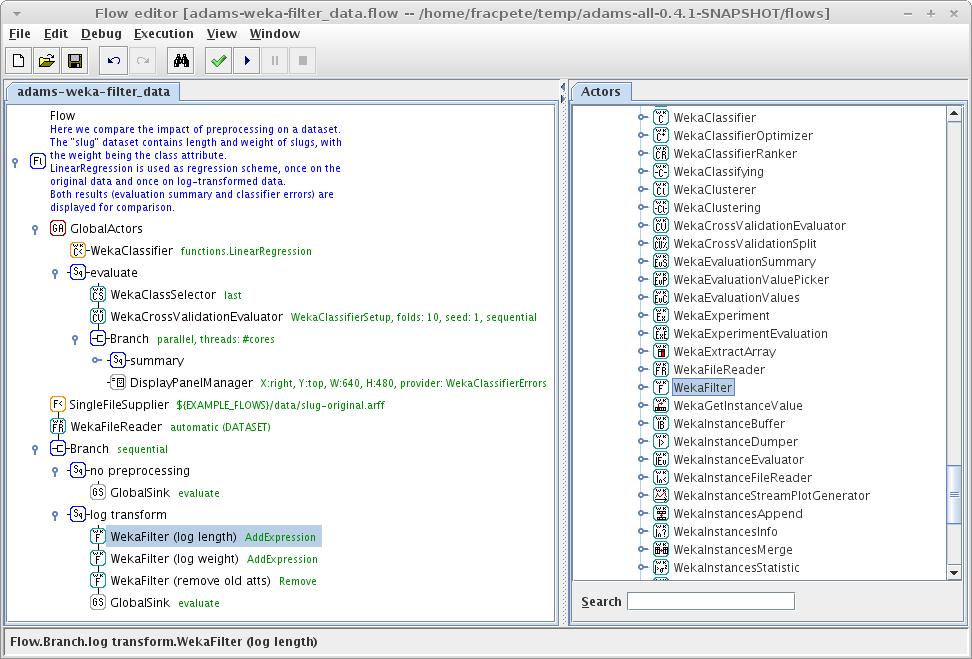 Flow editor [adams-weka-filter_data.flow -- /home/fracpete/temp/adams-all-0.4.1-SNAPSHOT/flows]
File Edit Debug Execution View Window
adams-weka-filter_data
Flow
Here we compare the impact of preprocessing on a dataset.
The "slug" dataset contains length and weight of slugs, with
the weight being the class attribute.
LinearRegression is used as regression scheme, once on the
original data and once on log-transformed data.
Both results (evaluation summary and classifier errors) are
displayed for comparison.
GA GlobalActors
WekaClassifier functions.LinearRegression
evaluate
WekaClassSelector last
WekaCrossValidationEvaluator WekaClassifierSetup, folds: 10, seed: 1, sequential
Branch parallel, threads: #cores
summary
DisplayPanelManager X:right, Y:top, W:640, H:480, provider: WekaClassifierErrors
SingleFileSupplier ${EXAMPLE_FLOWS}/data/slug-original.arff
WekaFileReader automatic (DATASET)
Branch sequential
no preprocessing
GS GlobalSink evaluate
log transform
WekaFilter (log length) AddExpression
WekaFilter (log weight) AddExpression
WekaFilter (remove old atts) Remove
GS GlobalSink evaluate
Actors
WekaClassifier
WekaClassifierOptimizer
WekaClassifierRanker
WekaClassifying
WekaClusterer
WekaClustering
WekaCrossValidationEvaluator
WekaCrossValidationSplit
WekaEvaluationSummary
WekaEvaluationValuePicker
WekaEvaluationValues
WekaExperiment
WekaExperimentEvaluation
WekaExtractArray
WekaFileReader
WekaFilter
WekaGetInstanceValue
WekaInstanceBuffer
WekaInstanceDumper
WekaInstanceEvaluator
WekaInstanceFileReader
WekaInstanceStreamPlotGenerator
WekaInstancesAppend
WekaInstancesInfo
WekaInstancesMerge
WekaInstancesStatistic
Search
Flow.Branch.log transform.WekaFilter (log length)